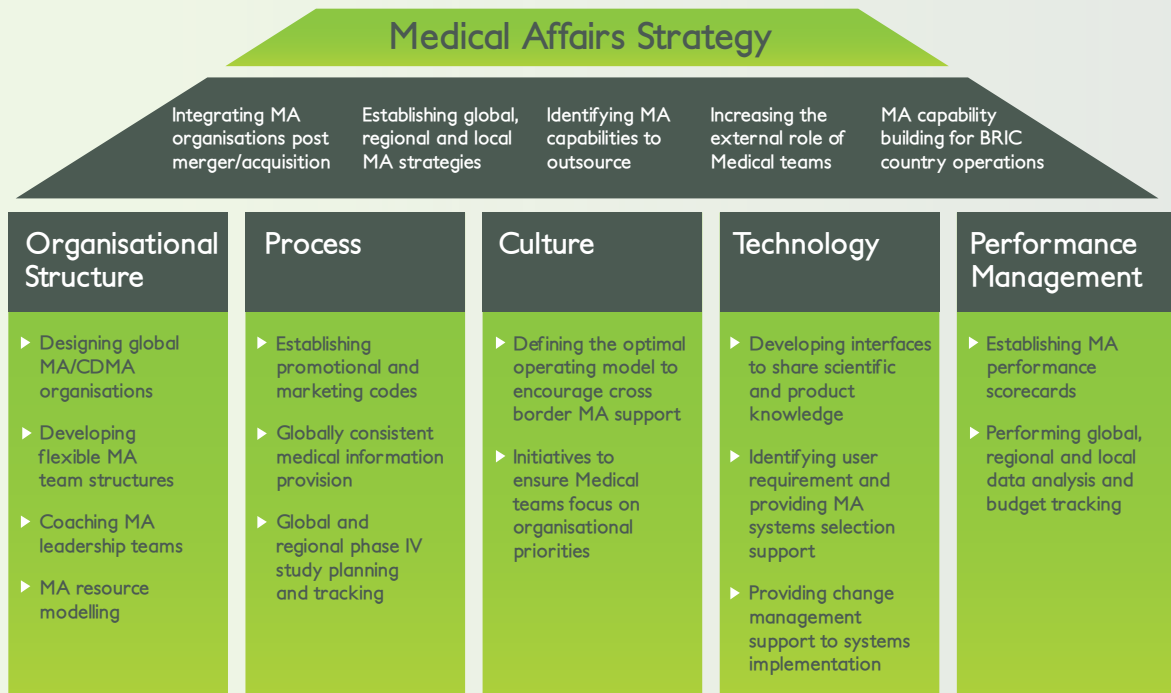 Medical Affairs Strategy
Integrating MA
organisations post
merger/acquisition
Establishing global,
regional and local
MA strategies
Identifying MA
capabilities to
outsource
Increasing the
external role of
Medical teams
MA capability
building for BRIC
country operations
Organisational
Structure
Designing global
MA/CDMA
organisations
Developing
flexible MA
team structures
Coaching MA
leadership teams
MA resource
modelling
Process
Establishing
promotional and
marketing codes
Globally consistent
medical information
provision
Global and
regional phase IV
study planning
and tracking
Culture
Defining the optimal
operating model to
encourage cross
border MA support
Initiatives to
ensure Medical
teams focus on
organisational
priorities
Technology
Developing interfaces
to share scientific
and product
knowledge
Identifying user
requirement and
providing MA
systems selection
support
Providing change
management
support to systems
implementation
Performance
Management
Establishing MA
performance
scorecards
Performing global,
regional and local
data analysis and
budget tracking